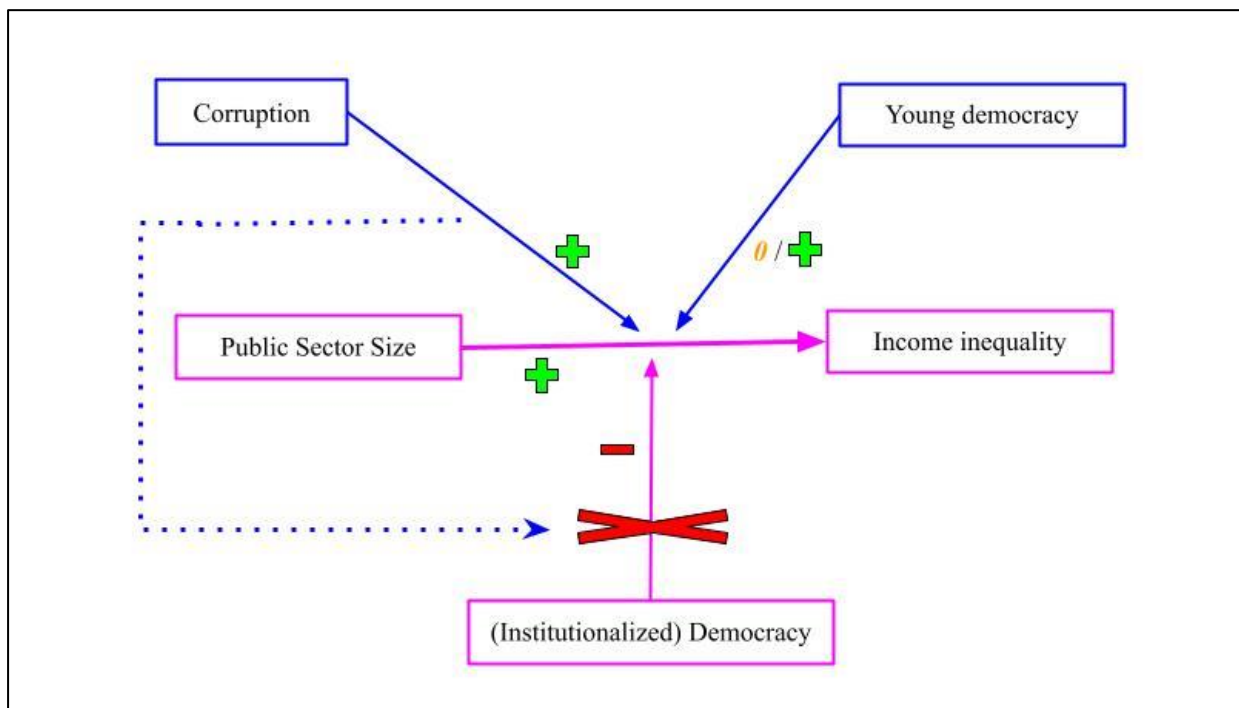 Corruption
Young democracy
0 /
Public Sector Size
Income inequality
(Institutionalized) Democracy